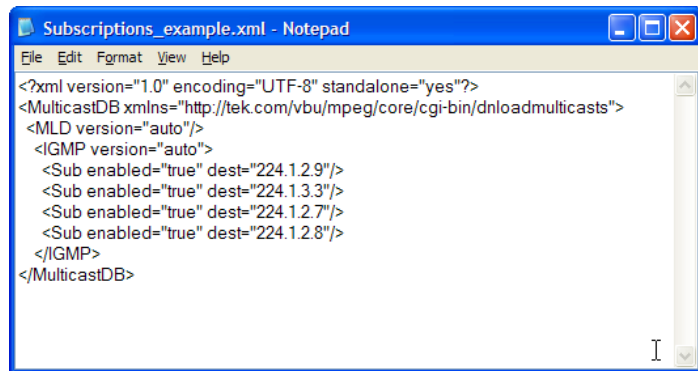 Subscriptions_example.xml - Notepad
File Edit Format View Help
<?xml version="1.0" encoding="UTF-8" standalone="yes"?>
<MulticastDB xmlns="http://tek.com/vbu/mpeg/core/cgi-bin/dnloadmulticasts">
<MLD version="auto"/>
<IGMP version="auto">
<Sub enabled="true" dest="224.1.2.9"/>
<Sub enabled="true" dest="224.1.3.3"/>
<Sub enabled="true" dest="224.1.2.7"/>
<Sub enabled="true" dest="224.1.2.8"/>
</IGMP>
</MulticastDB>